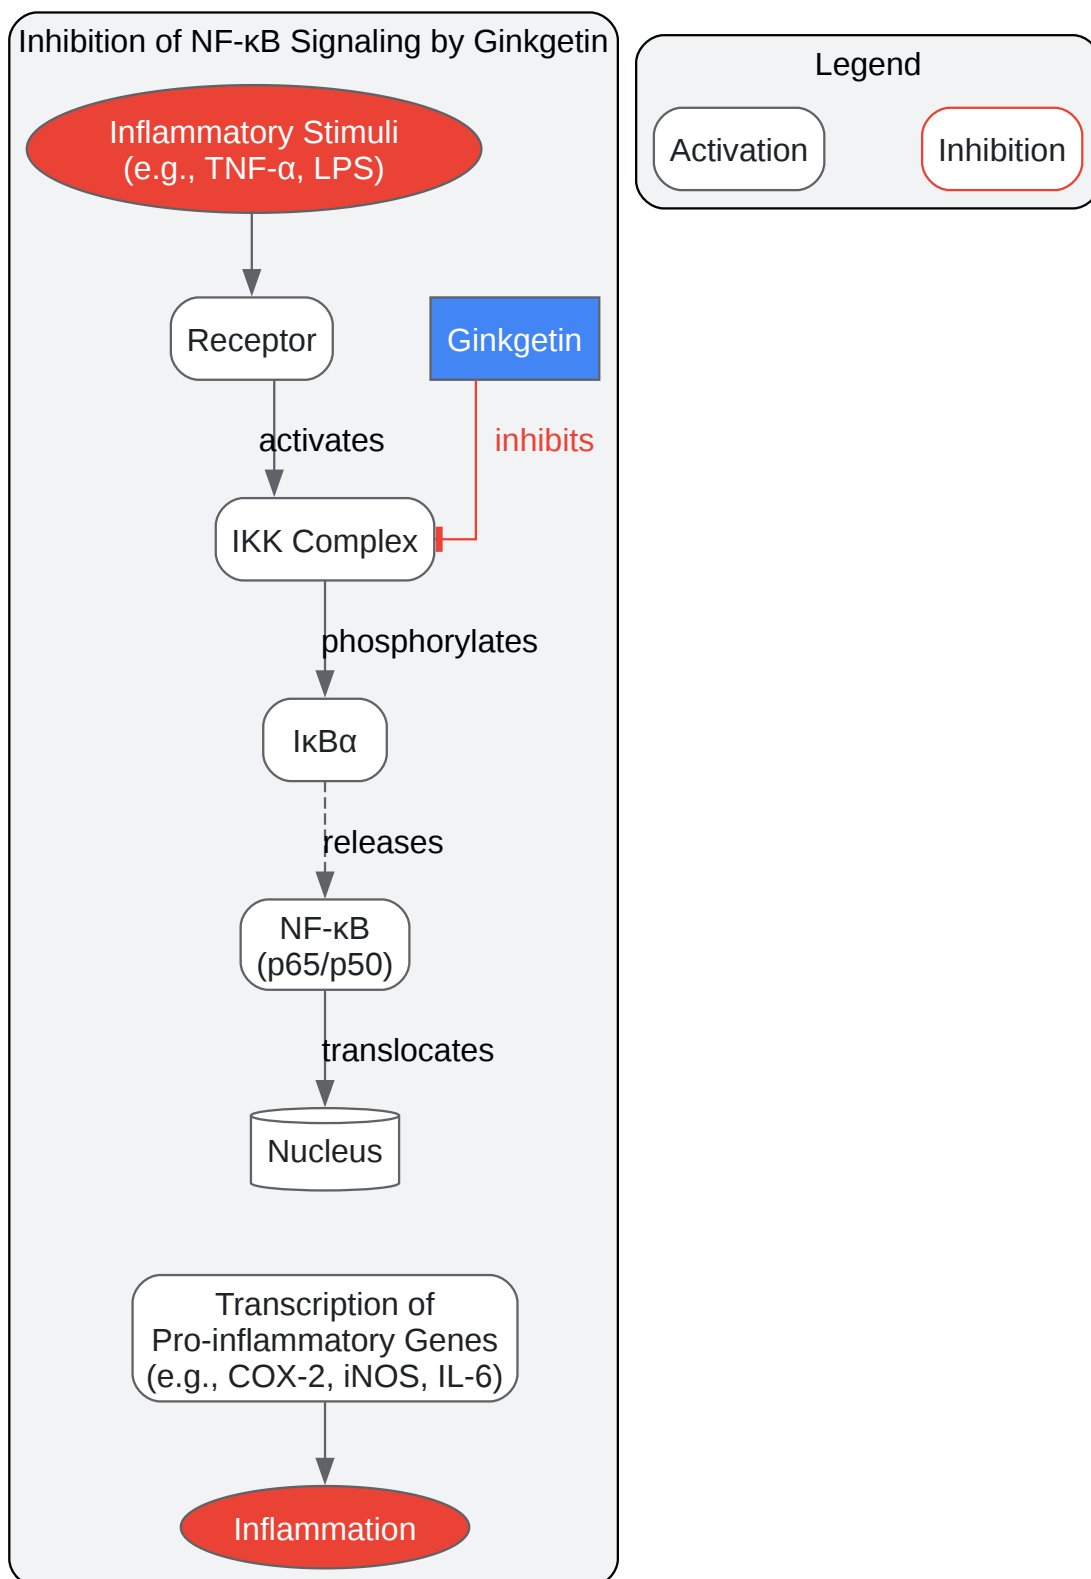 Inhibition of NF-κB Signaling by Ginkgetin
Inflammatory Stimuli
(e.g., TNF-α, LPS)
Receptor
Ginkgetin
activates
inhibits
IKK Complex
phosphorylates
IκBα
releases
NF-κB
(p65/p50)
translocates
Nucleus
Transcription of
Pro-inflammatory Genes
(e.g., COX-2, iNOS, IL-6)
Inflammation
Legend
Activation
Inhibition